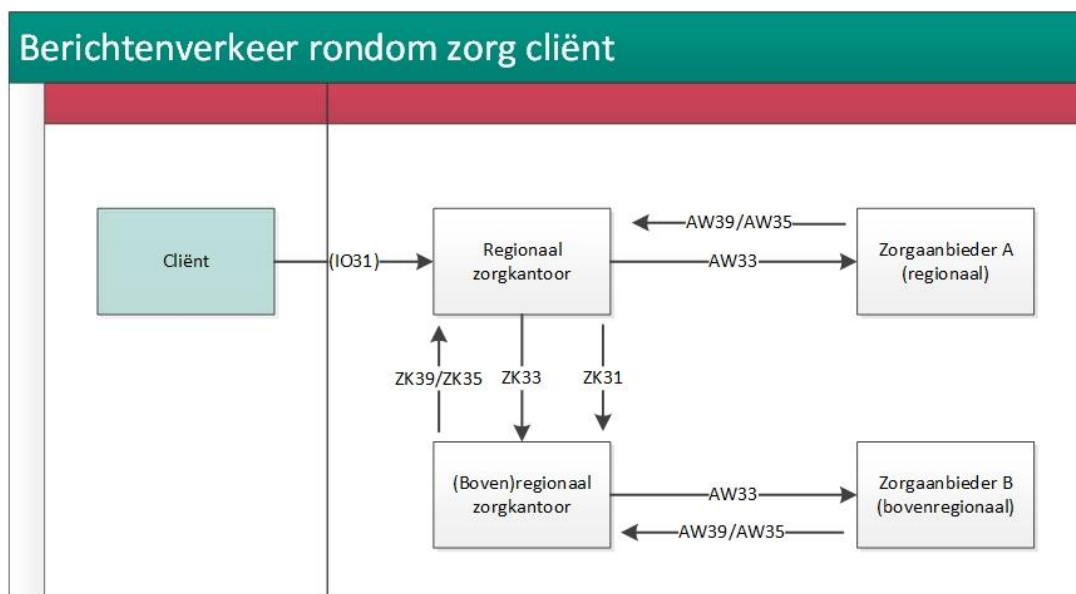 Berichtenverkeer rondom zorg cliënt
AW39/AW35
Cliënt
(IO31)
Regionaal
zorgkantoor
AW33
Zorgaanbieder A
(regionaal)
ZK39/ZK35
ZK33
ZK31
(Boven)regionaal
zorgkantoor
AW33
Zorgaanbieder B
(bovenregionaal)
AW39/AW35